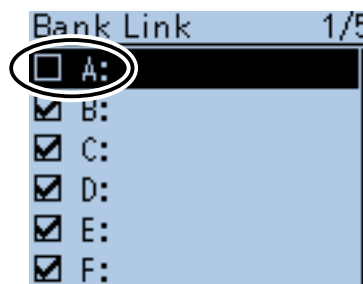 Bank Link 1/5
☐ A:
☑ B:
☑ C:
☑ D:
☑ E:
☑ F: